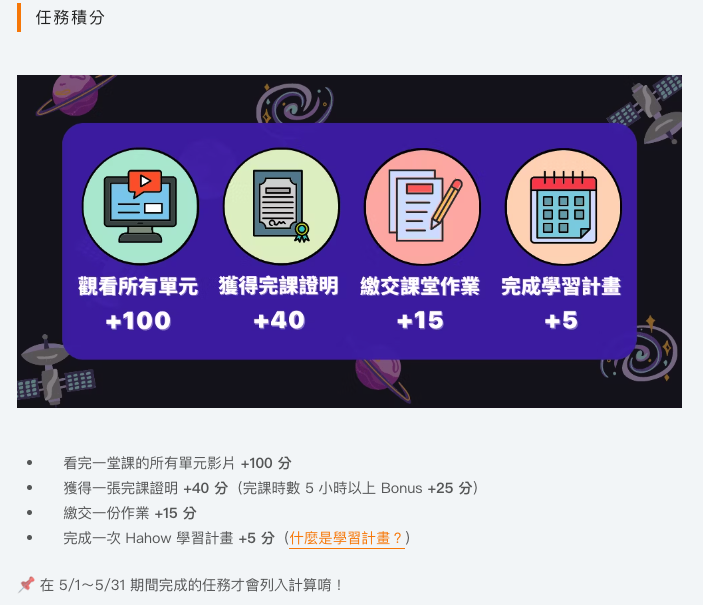 任務積分
觀看所有單元 獲得完課證明 繳交課堂作業 完成學習計畫
+100 +40 +15 +5
• 看完一堂課的所有單元影片 +100 分
• 獲得一張完課證明 +40 分（完課時數 5 小時以上 Bonus +25 分）
• 繳交一份作業 +15 分
• 完成一次 Hahow 學習計畫 +5 分（什麼是學習計畫？）
📌 在 5/1～5/31 期間完成的任務才會列入計算唷！